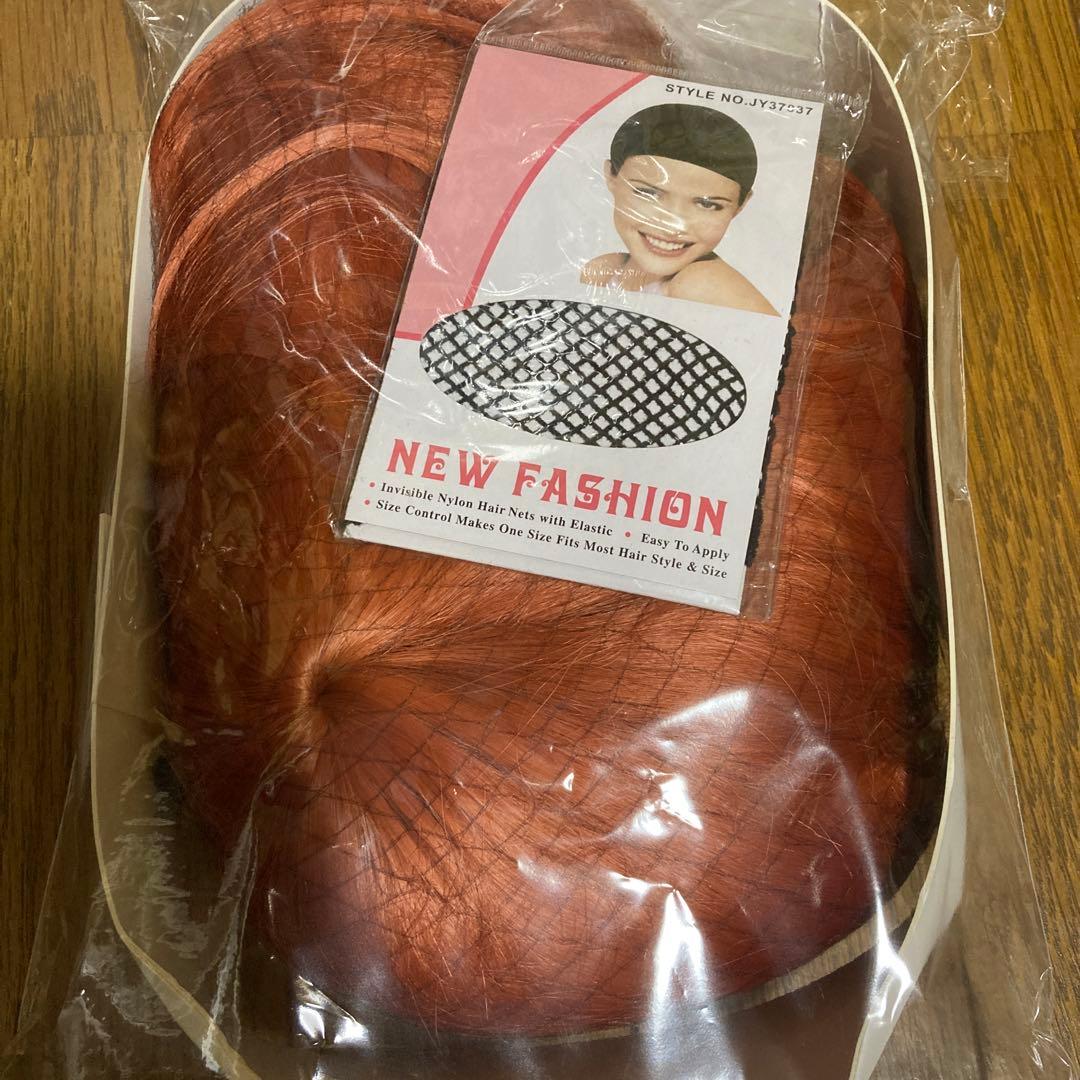 STYLE NO.JY37837
NEW FASHION
• Invisible Nylon Hair Nets with Elastic • Easy To Apply
• Size Control Makes One Size Fits Most Hair Style & Size